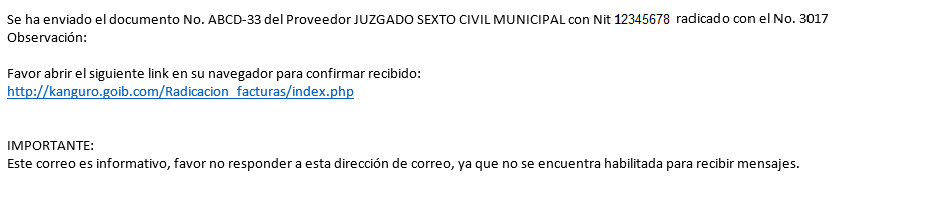 Se ha enviado el documento No. ABCD-33 del Proveedor JUZGADO SEXTO CIVIL MUNICIPAL con Nit 12345678 radicado con el No. 3017
Observación:
Favor abrir el siguiente link en su navegador para confirmar recibido:
http://kanguro.goib.com/Radicacion_facturas/index.php
IMPORTANTE:
Este correo es informativo, favor no responder a esta dirección de correo, ya que no se encuentra habilitada para recibir mensajes.